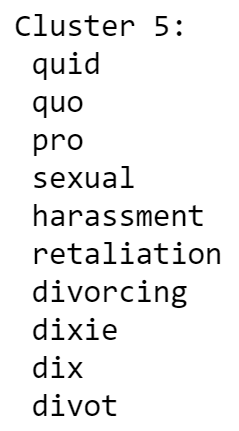 Cluster 5:
quid
quo
pro
sexual
harassment
retaliation
divorcing
dixie
dix
divot